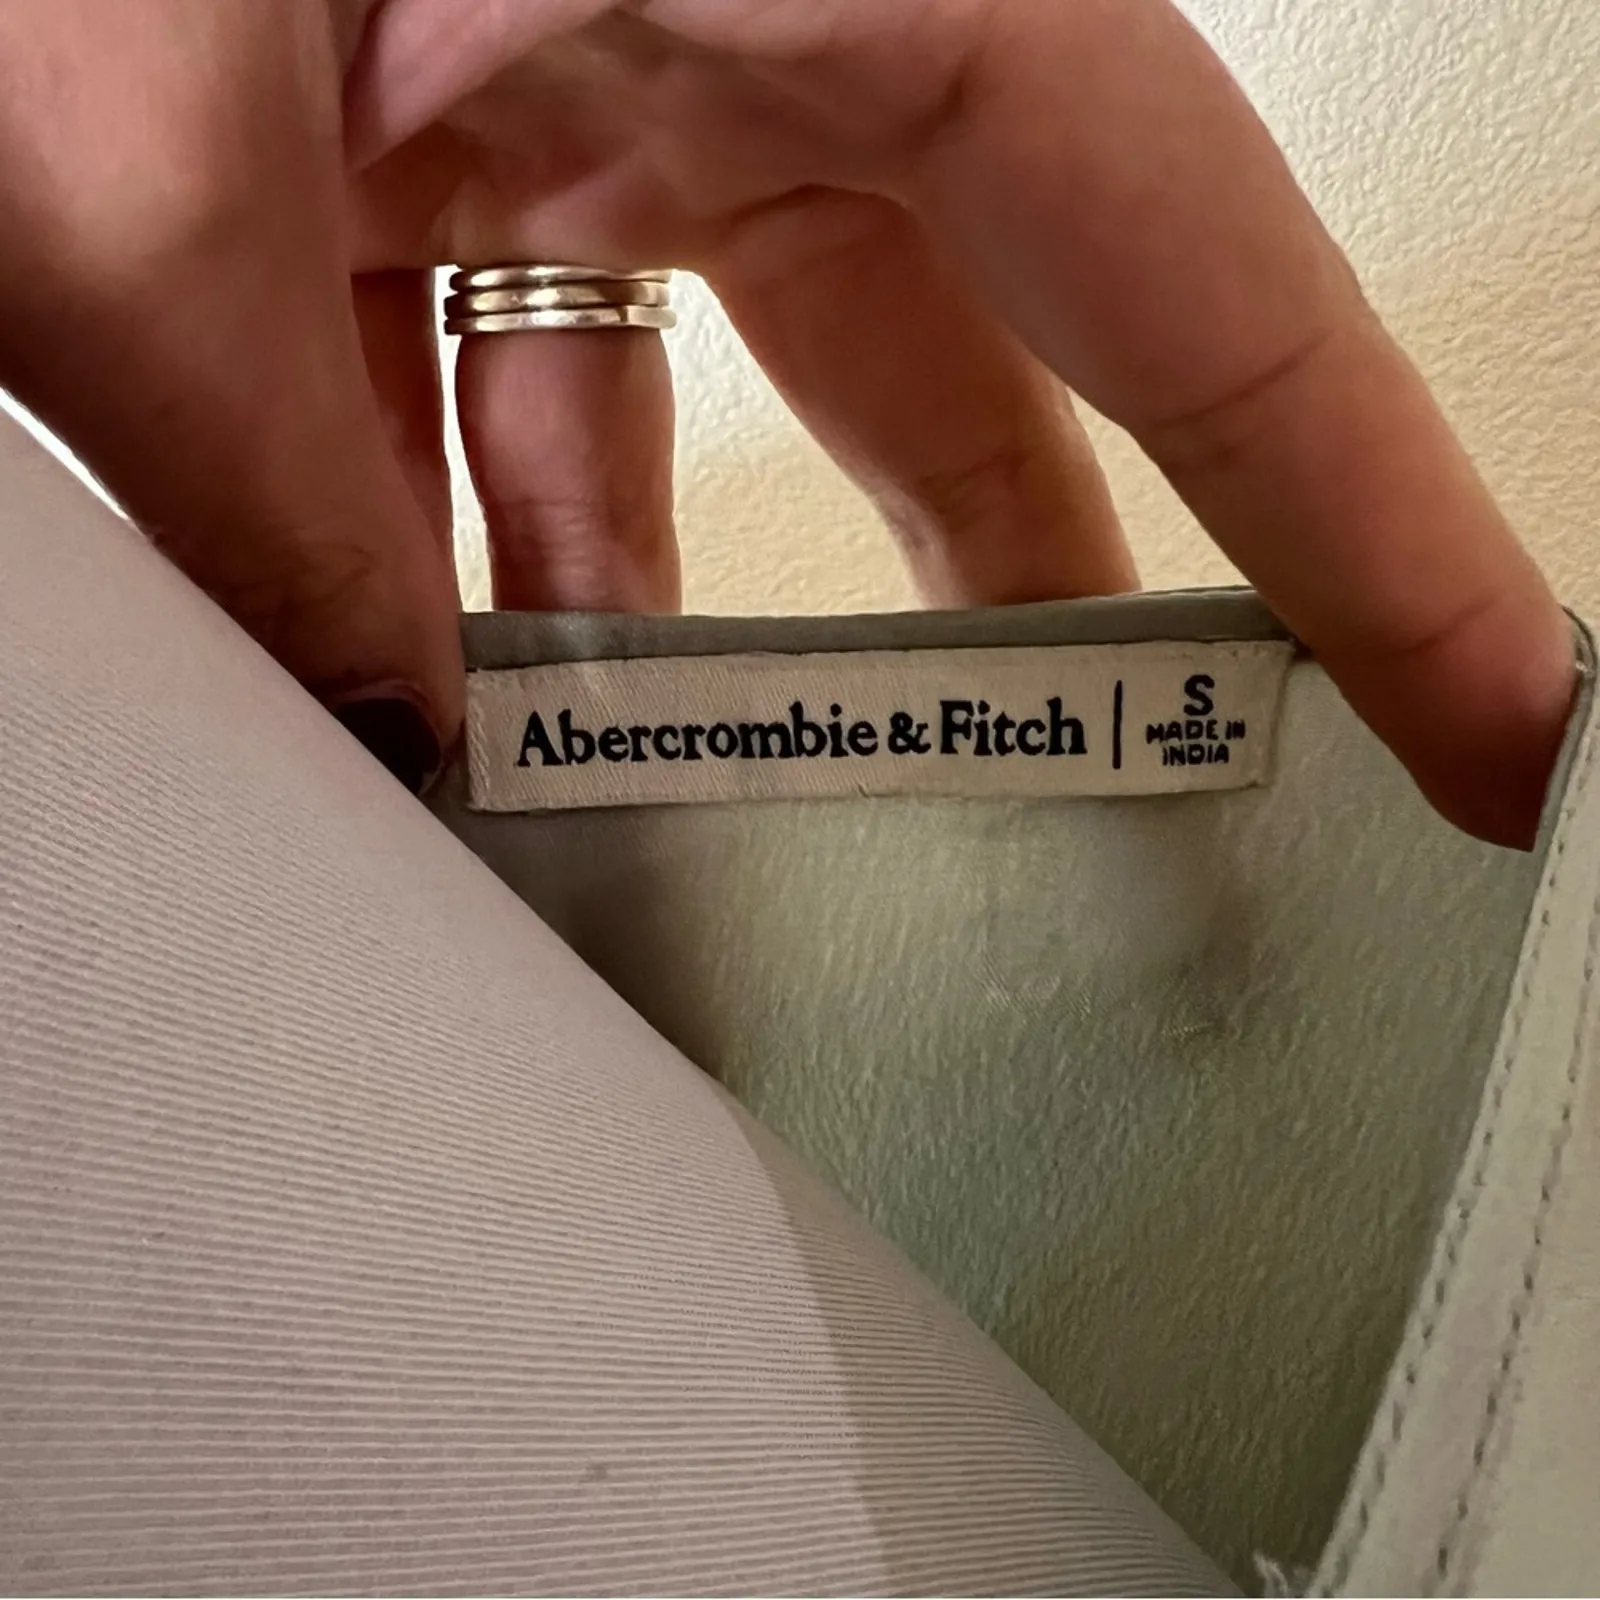 Abercrombie & Fitch | S
MADE IN
INDIA